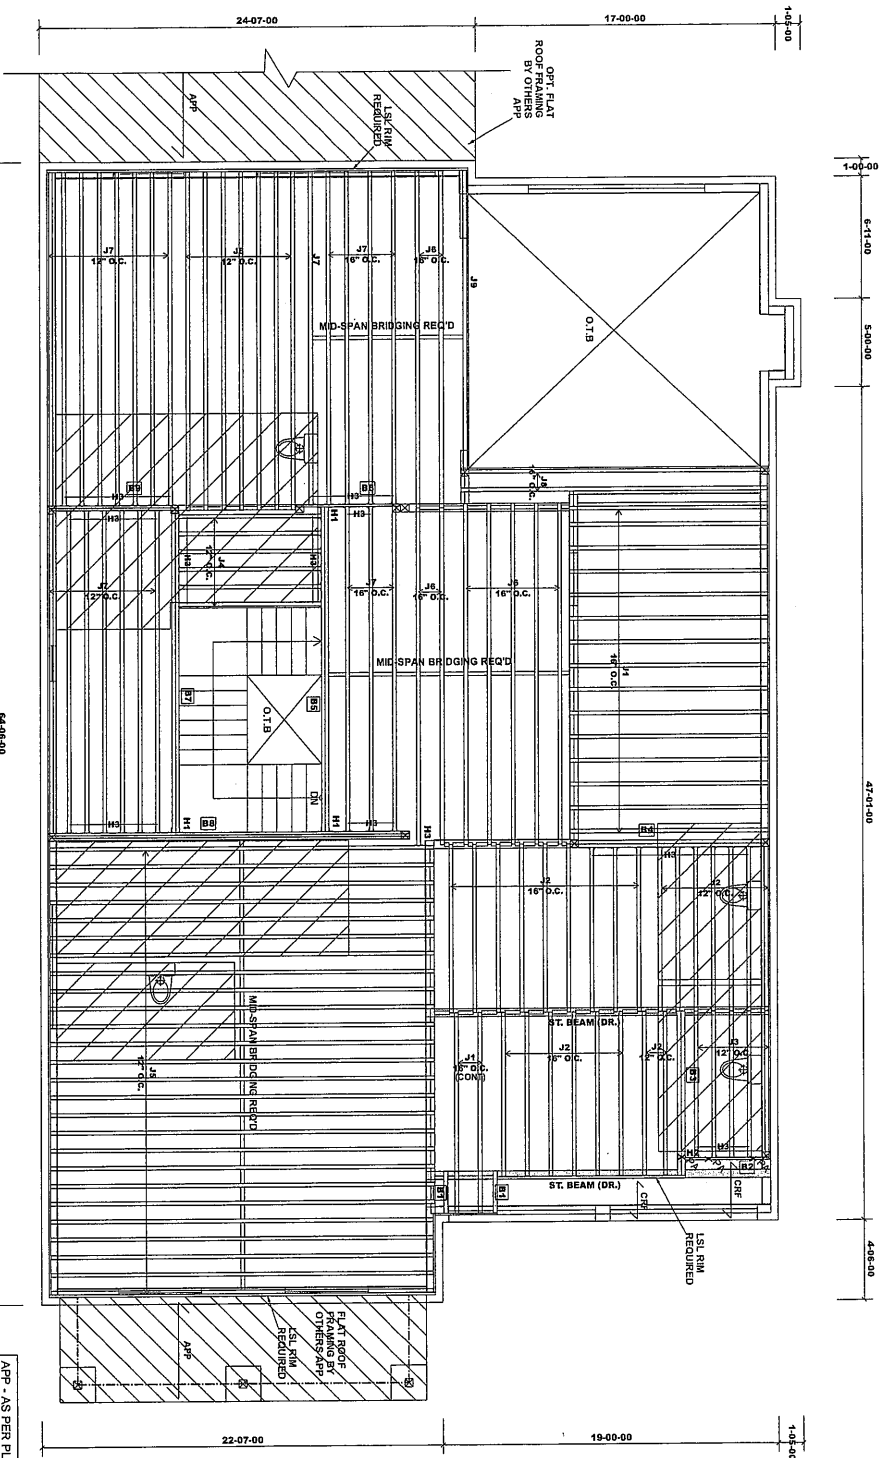 24-07-00
17-00-00
1-05-00
OPT. FLAT
ROOF FRAMING
BY OTHERS
APP
APP
LSL RIM
REQUIRED
1-00-00
6-11-00
5-00-00
47-01-00
4-06-00
64-06-00
J7
12" O.C.
12" O.C.
J7
J7
16" O.C.
J6
16" O.C.
J9
MID-SPAN BRIDGING REQ'D
O.T.B
J8
16" O.C.
B9
H3
H3
H3
H3
H1
J4
12" O.C.
H3
H3
12" O.C.
J7
16" O.C.
J6
16" O.C.
J6
16" O.C.
J1
16" O.C.
MID-SPAN BRIDGING REQ'D
B7
B5
O.T.B
DN
B8
H1
H1
H3
H3
H3
B4
H3
J2
16" O.C.
12" O.C.
ST. BEAM (DR.)
J1
16" O.C.
(CONT)
J2
16" O.C.
J2
12" O.C.
J3
12" O.C.
B3
H3
H2
B2
MID-SPAN BRIDGING REQ'D
J5
12" O.C.
B1
B1
ST. BEAM (DR.)
CRF
CRF
LSL RIM
REQUIRED
FLAT ROOF
FRAMING BY
OTHERS APP
LSL RIM
REQUIRED
APP
APP - AS PER PL
22-07-00
19-00-00
1-05-00